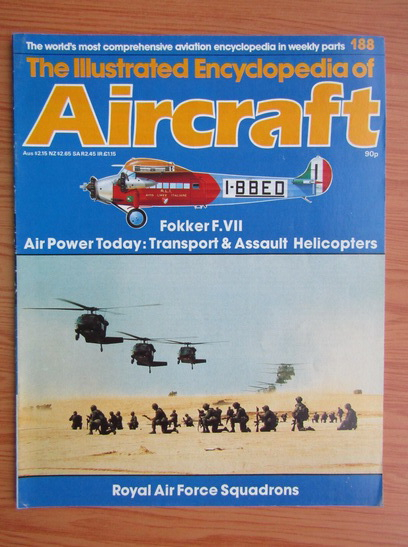 The world's most comprehensive aviation encyclopedia in weekly parts 188
The Illustrated Encyclopedia of
Aircraft
Aus $2.15 NZ $2.65 SA R2.45 IR £1.15
90p
I-BBED
Fokker F.VII
Air Power Today: Transport & Assault Helicopters
Royal Air Force Squadrons